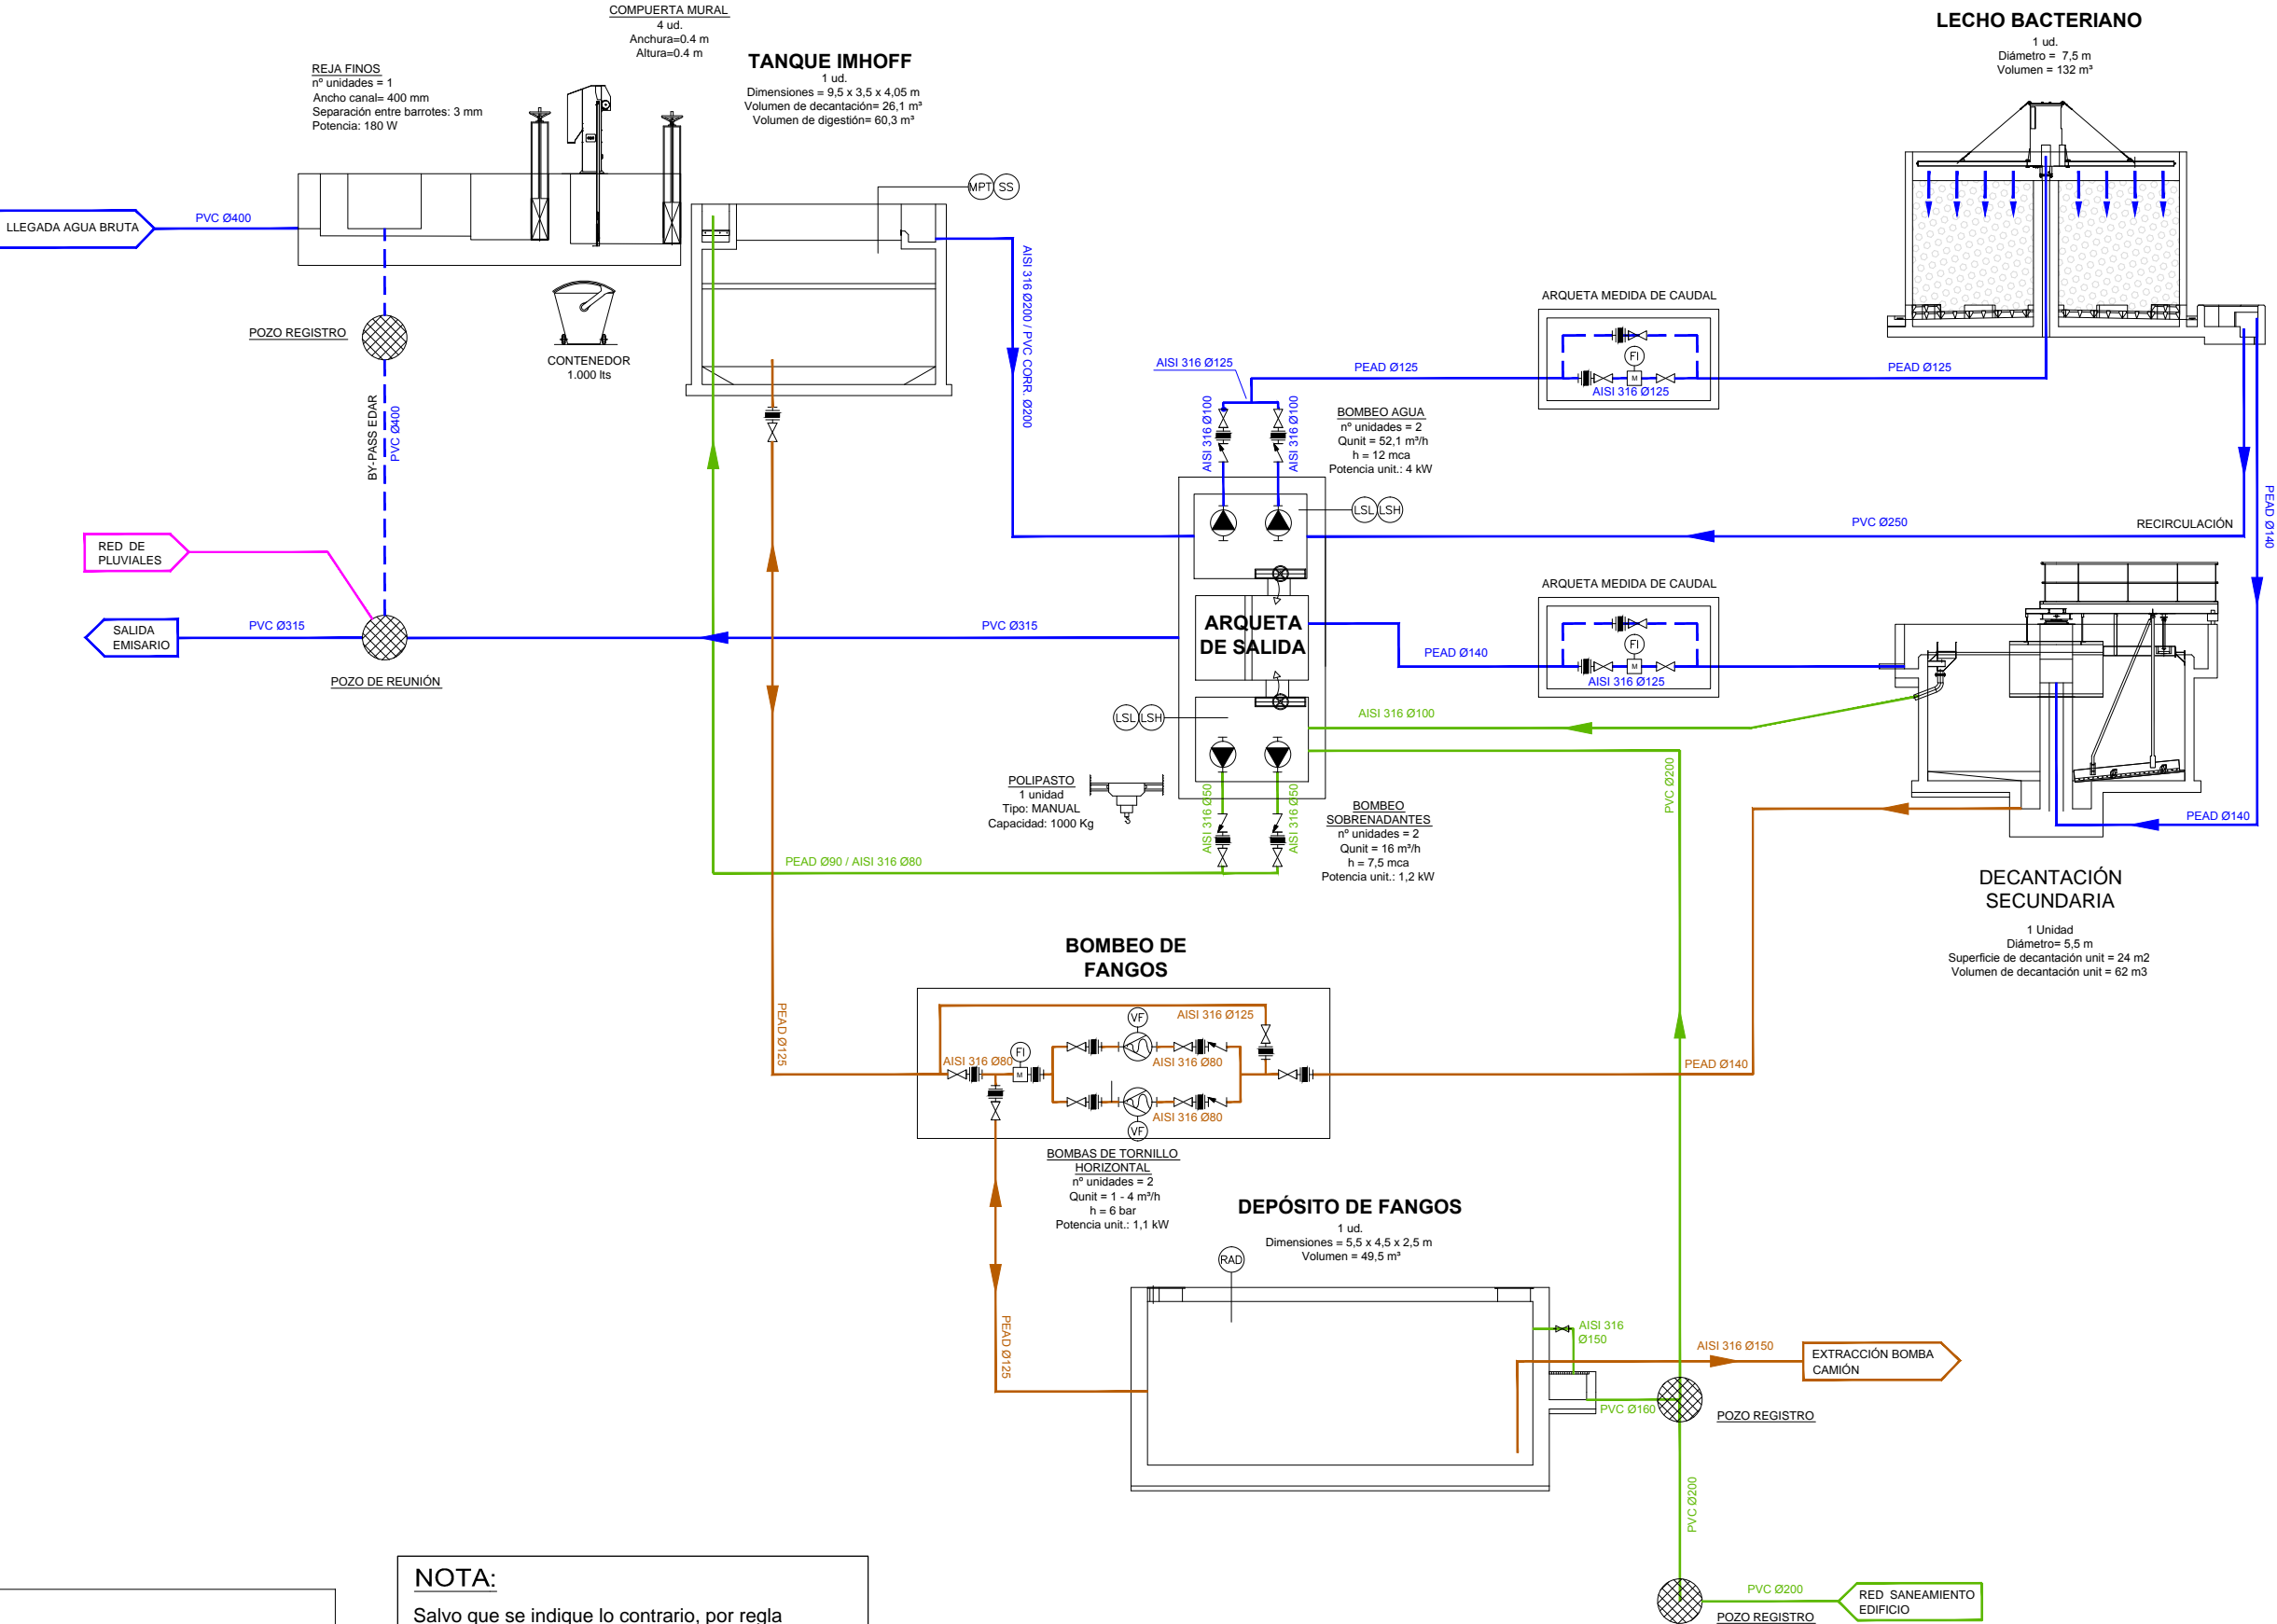 COMPUERTA MURAL
4 ud.
Anchura=0.4 m
Altura=0.4 m
REJA FINOS
nº unidades = 1
Ancho canal= 400 mm
Separación entre barrotes: 3 mm
Potencia: 180 W
TANQUE IMHOFF
1 ud.
Dimensiones = 9,5 x 3,5 x 4,05 m
Volumen de decantación= 26,1 m³
Volumen de digestión= 60,3 m³
LECHO BACTERIANO
1 ud.
Diámetro = 7,5 m
Volumen = 132 m³
MPT
SS
LLEGADA AGUA BRUTA
PVC Ø400
POZO REGISTRO
CONTENEDOR
1.000 lts
BY-PASS EDAR
PVC Ø400
AISI 316 Ø200 / PVC CORR. Ø200
ARQUETA MEDIDA DE CAUDAL
FI
M
AISI 316 Ø125
AISI 316 Ø125
PEAD Ø125
PEAD Ø125
AISI 316 Ø100
AISI 316 Ø100
BOMBEO AGUA
nº unidades = 2
Qunit = 52,1 m³/h
h = 12 mca
Potencia unit.: 4 kW
LSL
LSH
PVC Ø250
RECIRCULACIÓN
PEAD Ø140
RED DE
PLUVIALES
SALIDA
EMISARIO
PVC Ø315
PVC Ø315
POZO DE REUNIÓN
ARQUETA
DE SALIDA
ARQUETA MEDIDA DE CAUDAL
FI
M
PEAD Ø140
AISI 316 Ø125
LSL
LSH
AISI 316 Ø100
POLIPASTO
1 unidad
Tipo: MANUAL
Capacidad: 1000 Kg
AISI 316 Ø50
AISI 316 Ø50
BOMBEO
SOBRENADANTES
nº unidades = 2
Qunit = 16 m³/h
h = 7,5 mca
Potencia unit.: 1,2 kW
PVC Ø200
PEAD Ø140
PEAD Ø90 / AISI 316 Ø80
DECANTACIÓN
SECUNDARIA
1 Unidad
Diámetro= 5,5 m
Superficie de decantación unit = 24 m2
Volumen de decantación unit = 62 m3
BOMBEO DE
FANGOS
PEAD Ø125
VF
AISI 316 Ø125
AISI 316 Ø80
FI
M
AISI 316 Ø80
AISI 316 Ø80
VF
PEAD Ø140
BOMBAS DE TORNILLO
HORIZONTAL
nº unidades = 2
Qunit = 1 - 4 m³/h
h = 6 bar
Potencia unit.: 1,1 kW
DEPÓSITO DE FANGOS
1 ud.
Dimensiones = 5,5 x 4,5 x 2,5 m
Volumen = 49,5 m³
RAD
PEAD Ø125
AISI 316
Ø150
AISI 316 Ø150
EXTRACCIÓN BOMBA
CAMIÓN
PVC Ø160
POZO REGISTRO
PVC Ø200
PVC Ø200
RED SANEAMIENTO
EDIFICIO
POZO REGISTRO
NOTA:
Salvo que se indique lo contrario, por regla